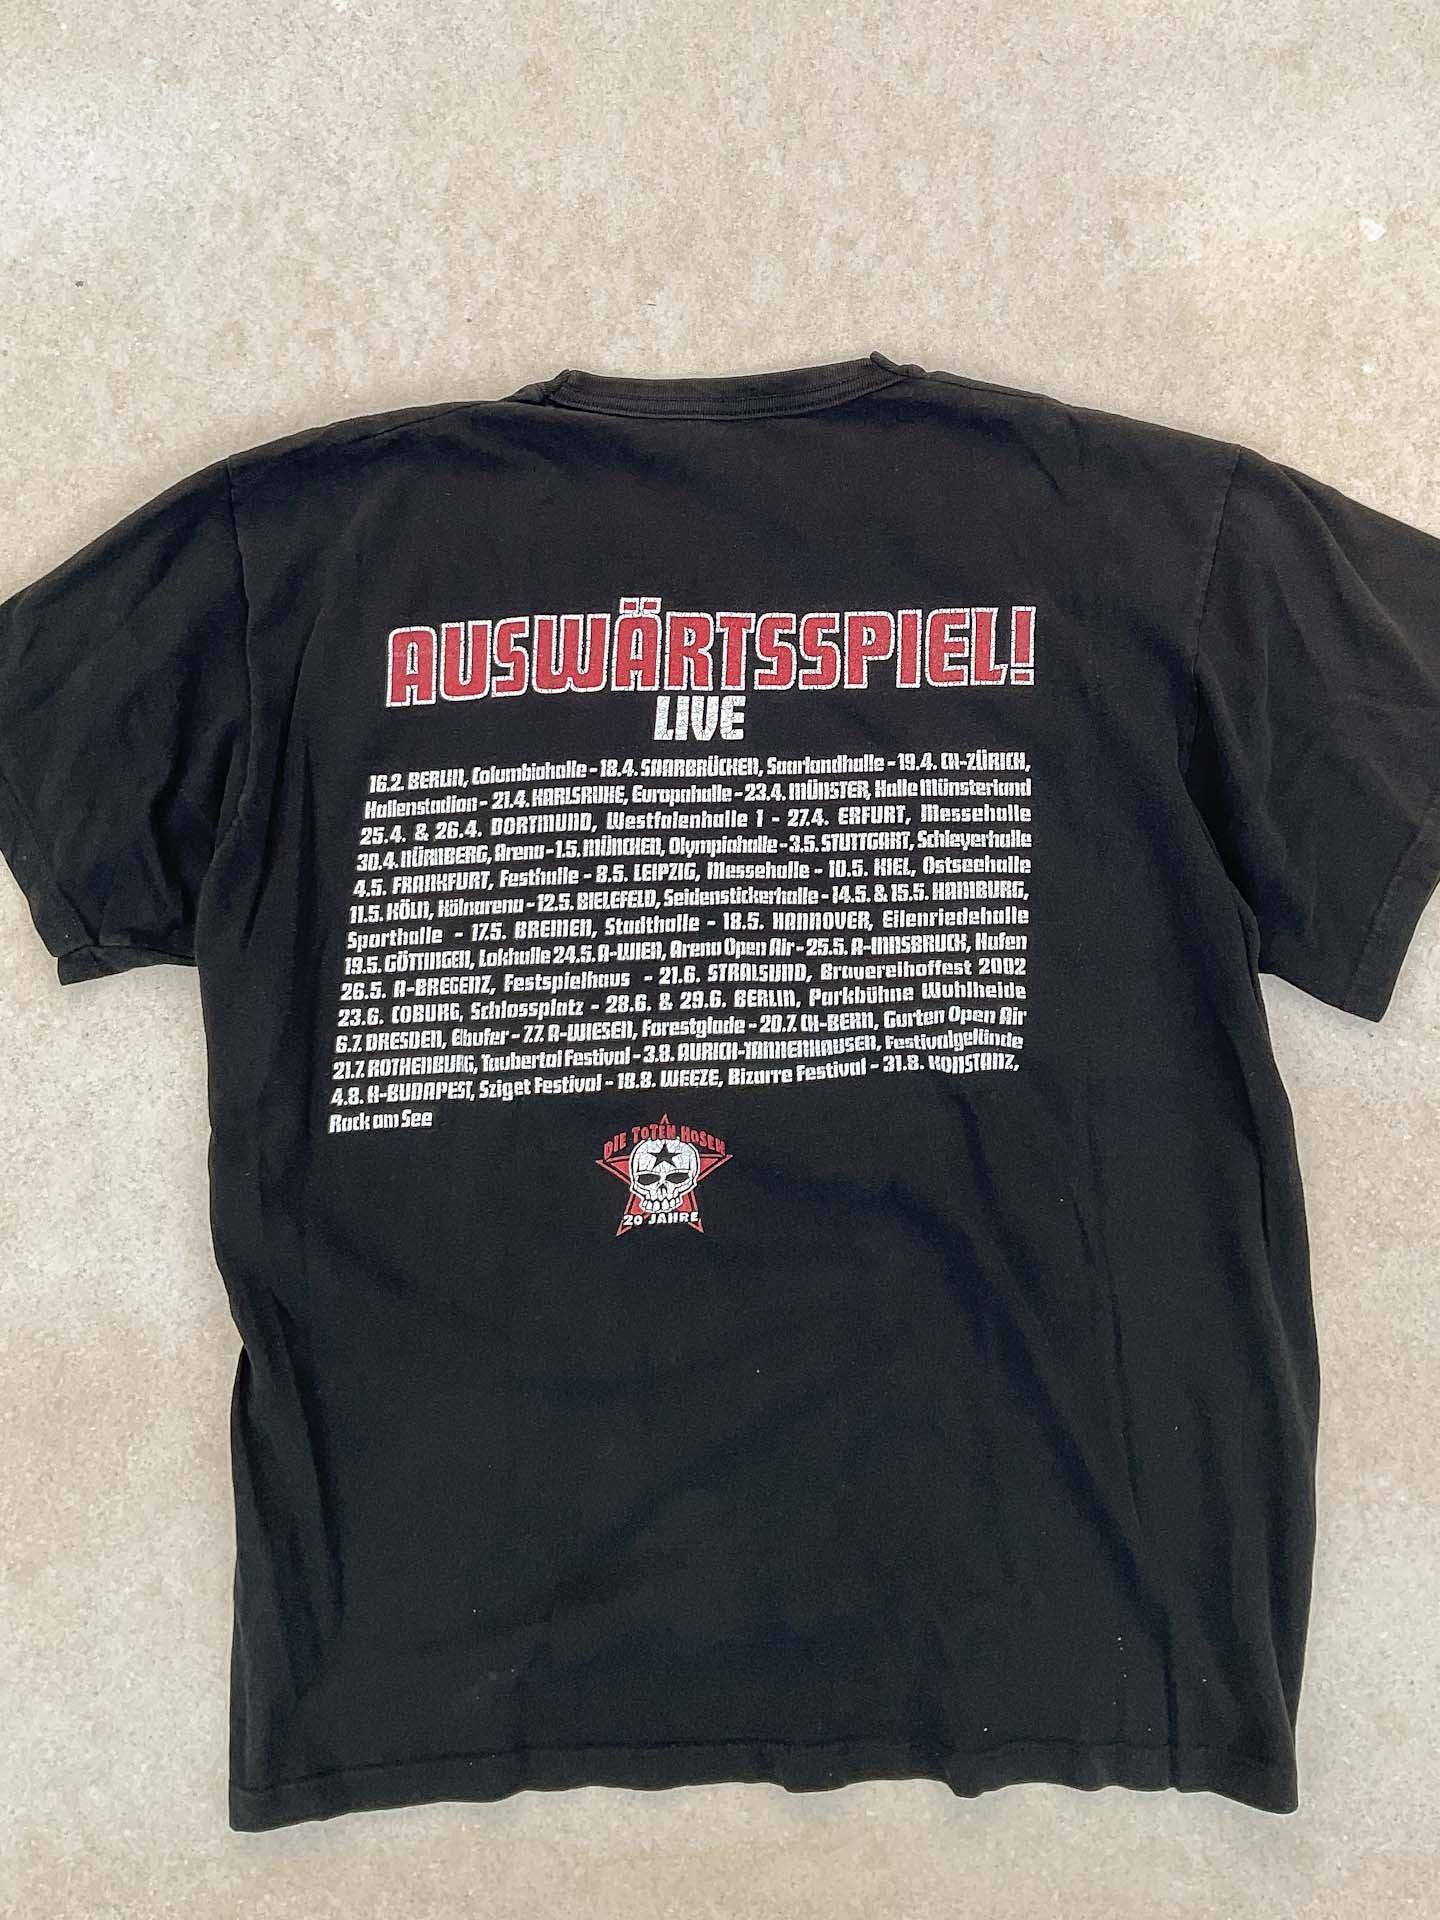 AUSWÄRTSSPIEL!
LIVE
16.2. BERLIN, Columbiahalle - 18.4. SAARBRÜCKEN, Saarlandhalle - 19.4. CH-ZÜRICH,
Hallenstadion - 21.4. KARLSRUHE, Europahalle - 23.4. MÜNSTER, Halle Münsterland
25.4. & 26.4. DORTMUND, Westfalenhalle 1 - 27.4. ERFURT, Messehalle
30.4. NÜRNBERG, Arena - 1.5. MÜNCHEN, Olympiahalle - 3.5. STUTTGART, Schleyerhalle
4.5. FRANKFURT, Festhalle - 8.5. LEIPZIG, Messehalle - 10.5. KIEL, Ostseehalle
11.5. KÖLN, Kölnarena - 12.5. BIELEFELD, Seidenstickerhalle - 14.5. & 15.5. HAMBURG,
Sporthalle - 17.5. BREMEN, Stadthalle - 18.5. HANNOVER, Eilenriedehalle
19.5. GÖTTINGEN, Lokhalle 24.5. A-WIEN, Arena Open Air - 25.5. A-INNSBRUCK, Hafen
26.5. A-BREGENZ, Festspielhaus - 21.6. STRALSUND, Brauereihoffest 2002
23.6. COBURG, Schlossplatz - 28.6. & 29.6. BERLIN, Parkbühne Wuhlheide
6.7. DRESDEN, Elbufer - 7.7. A-WIESEN, Forestglade - 20.7. CH-BERN, Gurten Open Air
21.7. ROTHENBURG, Taubertal Festival - 3.8. AURICH-TANNENHAUSEN, Festivalgelände
4.8. H-BUDAPEST, Sziget Festival - 18.8. WEEZE, Bizarre Festival - 31.8. KONSTANZ,
Rock am See
DIE TOTEN HOSEN
20 JAHRE